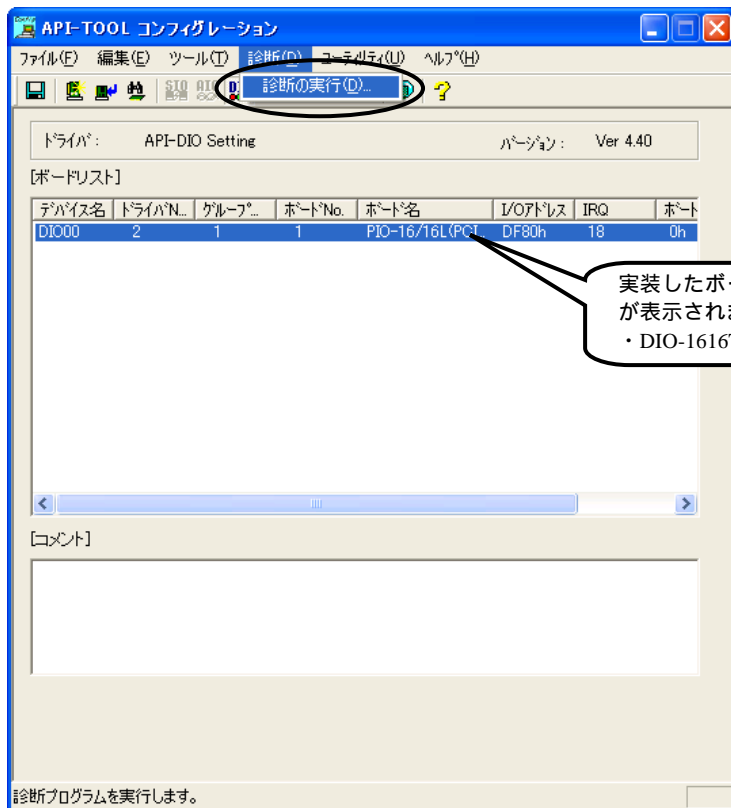 API-TOOL コンフィグレーション
ファイル(F) 編集(E) ツール(T) 診断(D) ユーティリティ(U) ヘルプ(H)
診断の実行(D)...
ドライバ: API-DIO Setting バージョン: Ver 4.40
[ボードリスト]
デバイス名 ドライバN... グループ... ボードNo. ボード名 I/Oアドレス IRQ ボート
DIO00 2 1 1 PIO-16/16L(PCI... DF80h 18 0h
実装したボー
が表示されま
・DIO-1616T
[コメント]
診断プログラムを実行します。